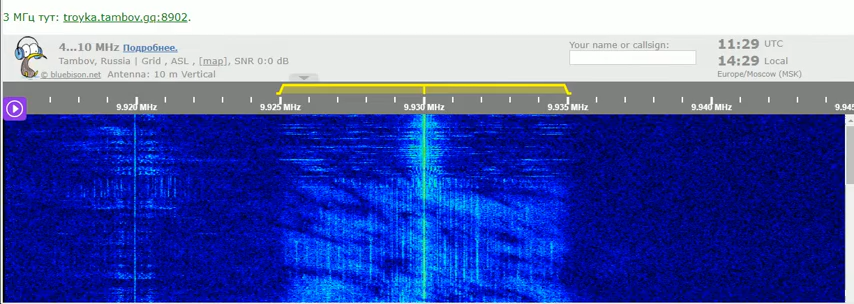 3 МГц тут: troyka.tambov.gq:8902.
4...10 MHz Подробнее.
Tambov, Russia | Grid , ASL , [map], SNR 0:0 dB
© bluebison.net Antenna: 10 m Vertical
Your name or callsign:
11:29 UTC
14:29 Local
Europe/Moscow (MSK)
9.920 MHz 9.925 MHz 9.930 MHz 9.935 MHz 9.940 MHz 9.945